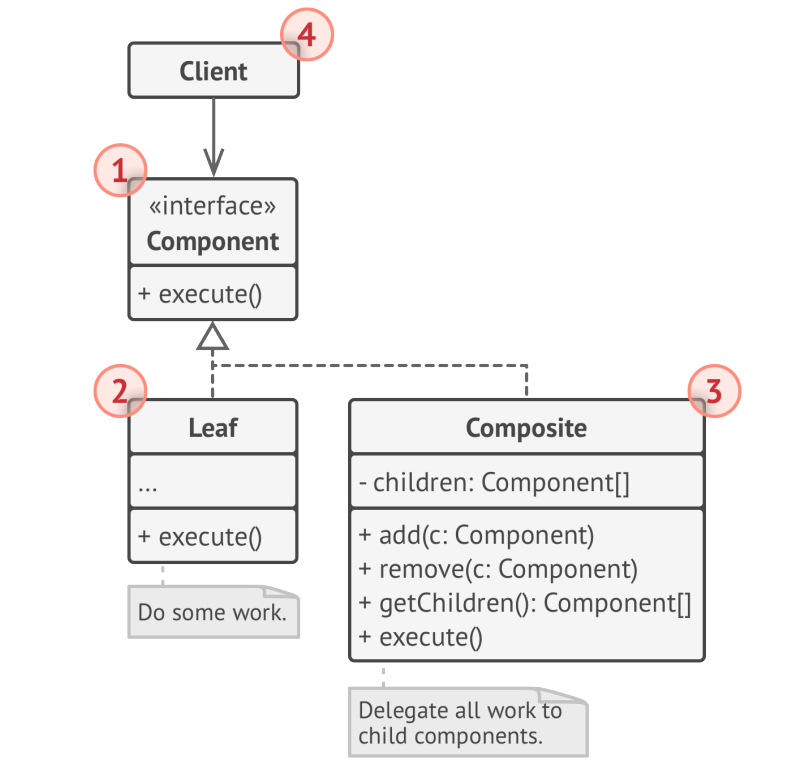 4
Client
1
«interface»
Component
+ execute()
2
Leaf
...
+ execute()
Do some work.
3
Composite
- children: Component[]
+ add(c: Component)
+ remove(c: Component)
+ getChildren(): Component[]
+ execute()
Delegate all work to
child components.